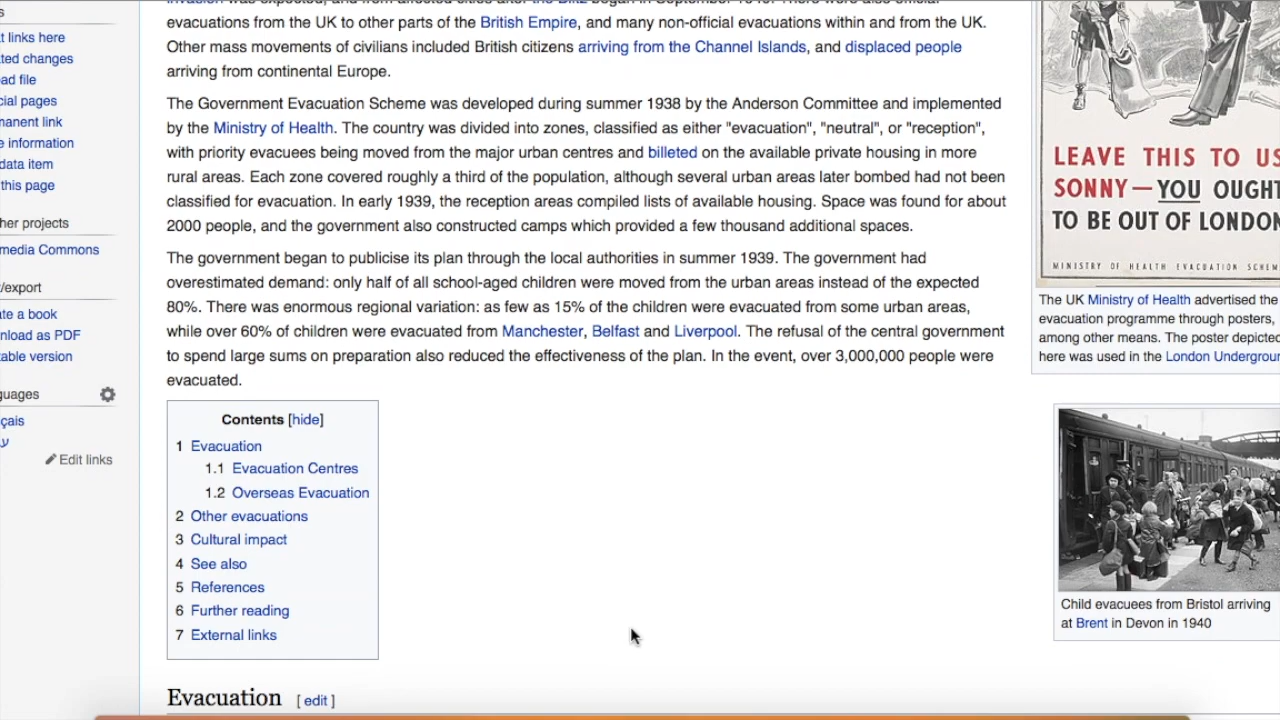 evacuations from the UK to other parts of the British Empire, and many non-official evacuations within and from the UK.
Other mass movements of civilians included British citizens arriving from the Channel Islands, and displaced people
arriving from continental Europe.
The Government Evacuation Scheme was developed during summer 1938 by the Anderson Committee and implemented
by the Ministry of Health. The country was divided into zones, classified as either "evacuation", "neutral", or "reception",
with priority evacuees being moved from the major urban centres and billeted on the available private housing in more
rural areas. Each zone covered roughly a third of the population, although several urban areas later bombed had not been
classified for evacuation. In early 1939, the reception areas compiled lists of available housing. Space was found for about
2000 people, and the government also constructed camps which provided a few thousand additional spaces.
The government began to publicise its plan through the local authorities in summer 1939. The government had
overestimated demand: only half of all school-aged children were moved from the urban areas instead of the expected
80%. There was enormous regional variation: as few as 15% of the children were evacuated from some urban areas,
while over 60% of children were evacuated from Manchester, Belfast and Liverpool. The refusal of the central government
to spend large sums on preparation also reduced the effectiveness of the plan. In the event, over 3,000,000 people were
evacuated.
Contents [hide]
1 Evacuation
1.1 Evacuation Centres
1.2 Overseas Evacuation
2 Other evacuations
3 Cultural impact
4 See also
5 References
6 Further reading
7 External links
Evacuation [ edit ]
t links here
ted changes
ad file
cial pages
manent link
e information
data item
this page
her projects
media Commons
/export
ate a book
nload as PDF
table version
guages
çais
Edit links
LEAVE THIS TO US
SONNY—YOU OUGHT
TO BE OUT OF LONDON
MINISTRY OF HEALTH EVACUATION SCHEM
The UK Ministry of Health advertised the
evacuation programme through posters,
among other means. The poster depicted
here was used in the London Undergroun
Child evacuees from Bristol arriving
at Brent in Devon in 1940